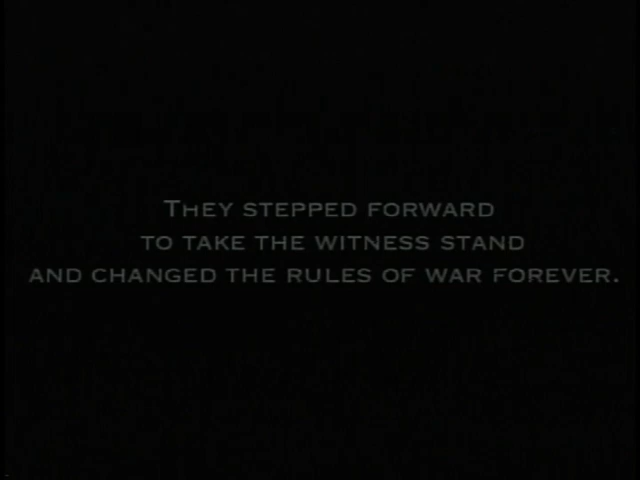 They stepped forward
to take the witness stand
and changed the rules of war forever.